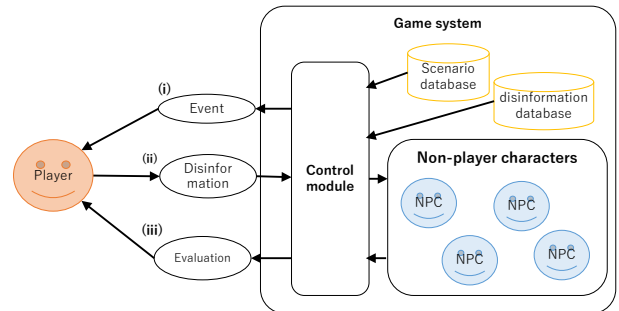 Game system
Scenario
database
disinformation
database
(i)
Event
Player
(ii)
Disinfor
mation
Control
module
Non-player characters
NPC
NPC
NPC
NPC
(iii)
Evaluation